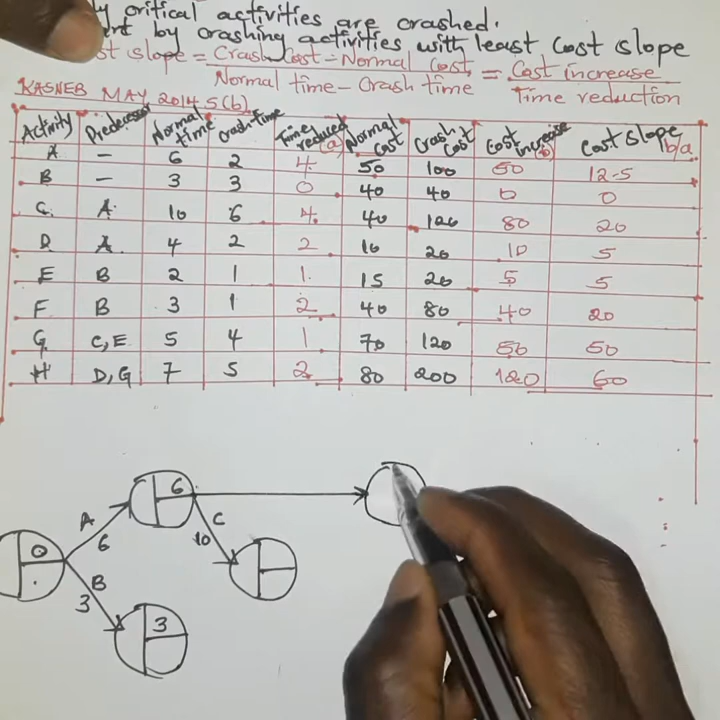 critical activities are crashed.
by crashing activities with least cost slope
slope = Crash Cost - Normal Cost = Cost increase
Normal time - Crash time Time reduction
KASNEB MAY 2014 5(b)
Activity Predecessor Normal time Crash time Time reduced (a) Normal cost Crash cost Cost increase (b) Cost Slope b/a
A - 6 2 4 50 100 50 12.5
B - 3 3 0 40 40 0 0
C A 10 6 4 40 120 80 20
D A 4 2 2 10 20 10 5
E B 2 1 1 15 20 5 5
F B 3 1 2 40 80 40 20
G C,E 5 4 1 70 120 50 50
H D,G 7 5 2 80 200 120 60
6
A
6
C
10
0
B
3
3